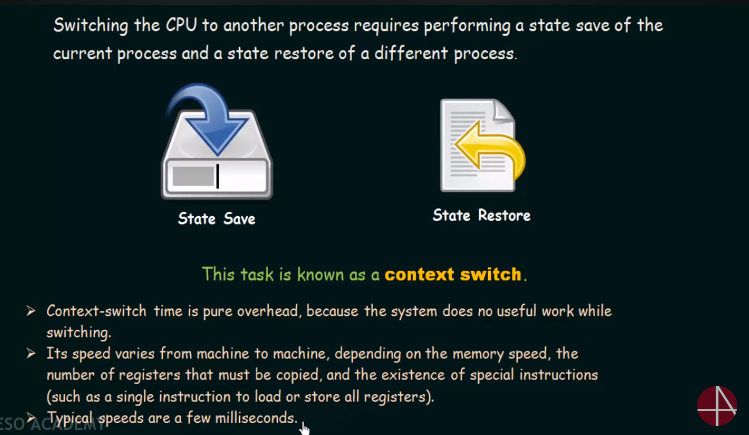 Switching the CPU to another process requires performing a state save of the
current process and a state restore of a different process.
State Save
State Restore
This task is known as a context switch.
➢ Context-switch time is pure overhead, because the system does no useful work while
switching.
➢ Its speed varies from machine to machine, depending on the memory speed, the
number of registers that must be copied, and the existence of special instructions
(such as a single instruction to load or store all registers).
➢ Typical speeds are a few milliseconds.
ESO ACADEMY